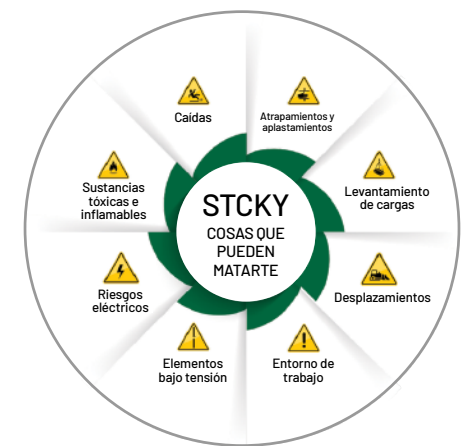 STCKY
COSAS QUE
PUEDEN
MATARTE
Caídas
Atrapamientos y
aplastamientos
Levantamiento
de cargas
Desplazamientos
Entorno de
trabajo
Elementos
bajo tensión
Riesgos
eléctricos
Sustancias
tóxicas e
inflamables